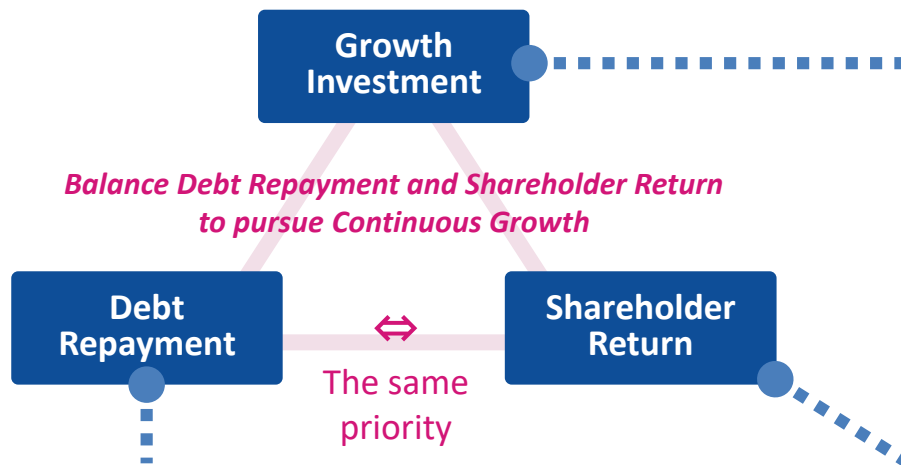 Growth
Investment
Balance Debt Repayment and Shareholder Return
to pursue Continuous Growth
Debt
Repayment
⇔
Shareholder
Return
The same
priority